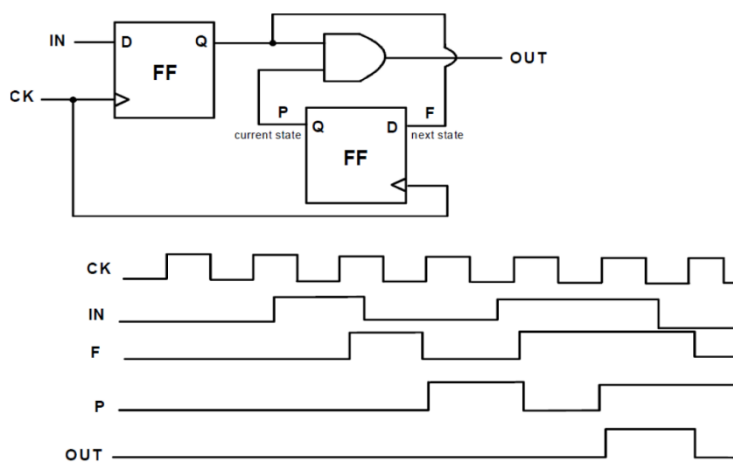 IN D Q
FF
OUT
CK
P F
current state Q D next state
FF
CK
IN
F
P
OUT